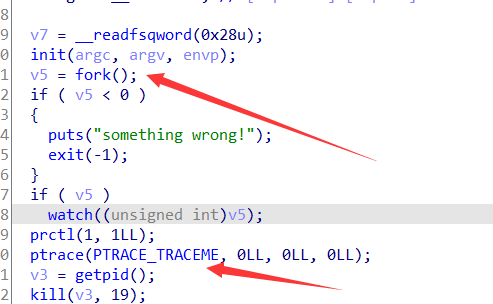 8
9 v7 = __readfsqword(0x28u);
0 init(argc, argv, envp);
1 v5 = fork();
2 if ( v5 < 0 )
3 {
4 puts("something wrong!");
5 exit(-1);
6 }
7 if ( v5 )
8 watch((unsigned int)v5);
9 prctl(1, 1LL);
0 ptrace(PTRACE_TRACEME, 0LL, 0LL, 0LL);
1 v3 = getpid();
2 kill(v3, 19);